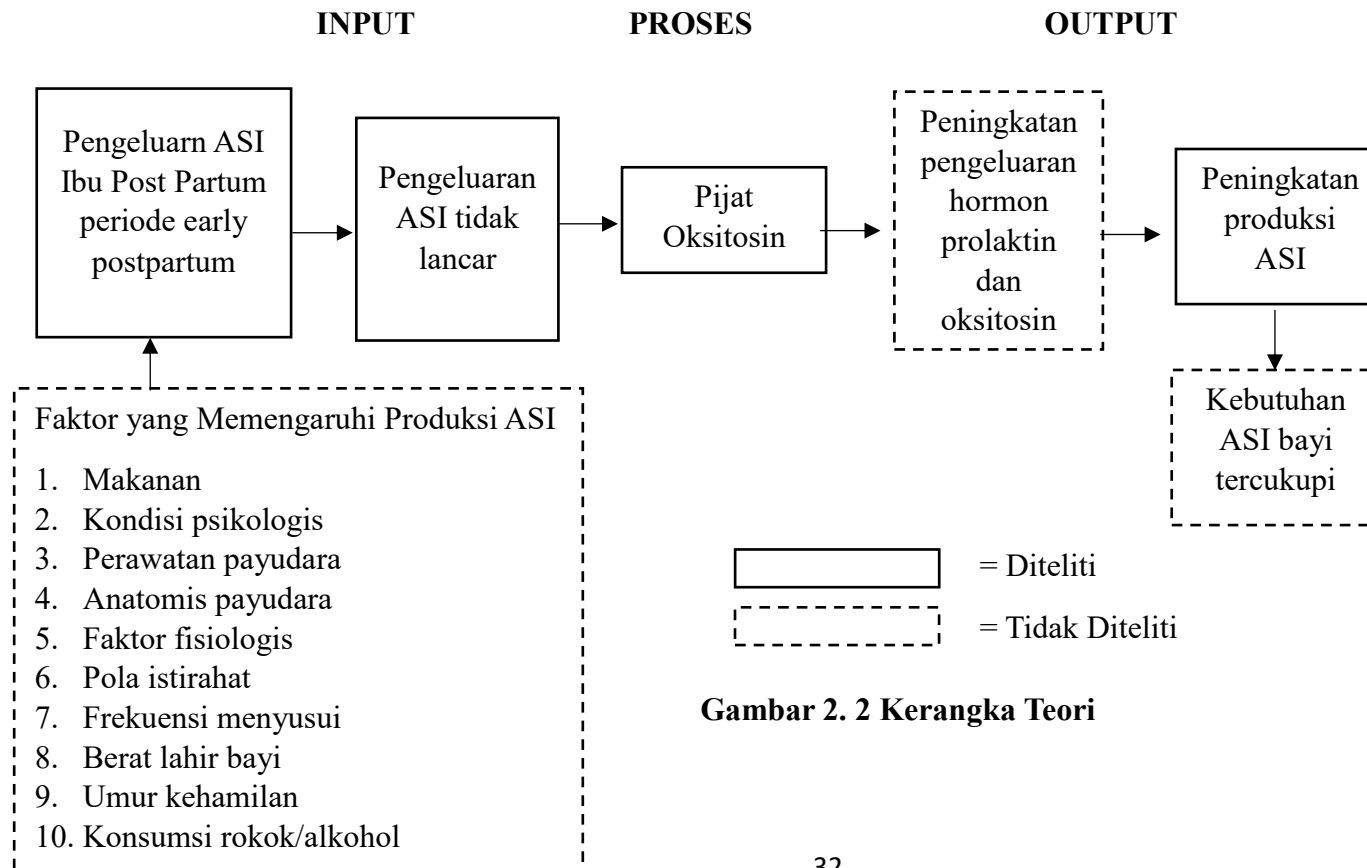 INPUT
PROSES
OUTPUT
Pengeluarn ASI
Ibu Post Partum
periode early
postpartum
Pengeluaran
ASI tidak
lancar
Pijat
Oksitosin
Peningkatan
pengeluaran
hormon
prolaktin
dan
oksitosin
Peningkatan
produksi
ASI
Kebutuhan
ASI bayi
tercukupi
Faktor yang Memengaruhi Produksi ASI
1. Makanan
2. Kondisi psikologis
3. Perawatan payudara
4. Anatomis payudara
5. Faktor fisiologis
6. Pola istirahat
7. Frekuensi menyusui
8. Berat lahir bayi
9. Umur kehamilan
10. Konsumsi rokok/alkohol
= Diteliti
= Tidak Diteliti
Gambar 2. 2 Kerangka Teori
32